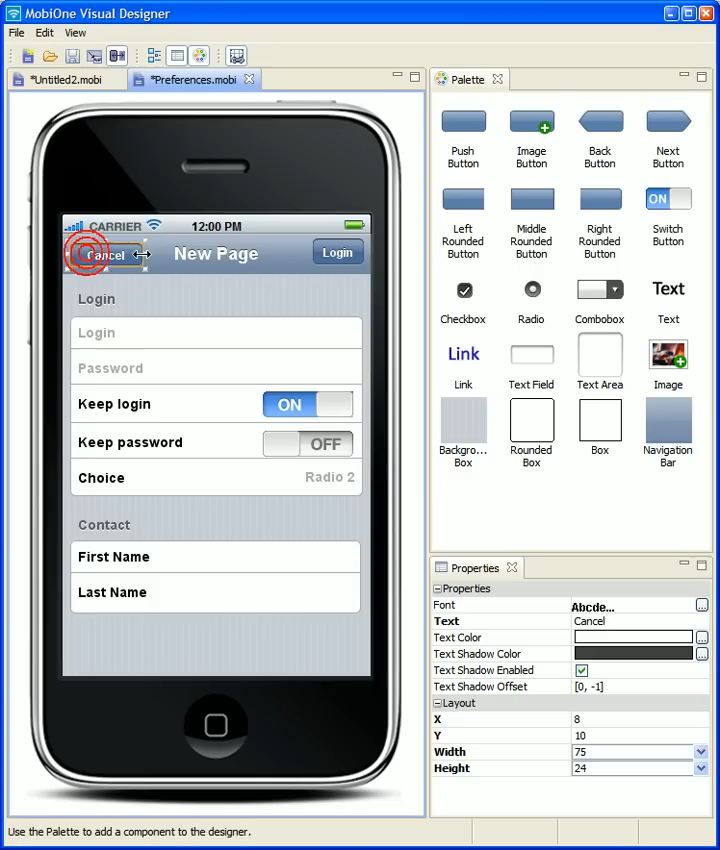 MobiOne Visual Designer
File Edit View
*Untitled2.mobi *Preferences.mobi
CARRIER 12:00 PM
Cancel New Page Login
Login
Login
Password
Keep login ON
Keep password OFF
Choice Radio 2
Contact
First Name
Last Name
Palette
Push Button
Image Button
Back Button
Next Button
ON
Left Rounded Button
Middle Rounded Button
Right Rounded Button
Switch Button
Text
Checkbox Radio Combobox Text
Link
Link Text Field Text Area Image
Backgro... Box
Rounded Box
Box
Navigation Bar
Properties
Properties
Font Abcde... ...
Text Cancel
Text Color ...
Text Shadow Color ...
Text Shadow Enabled
Text Shadow Offset [0, -1]
Layout
X 8
Y 10
Width 75
Height 24
Use the Palette to add a component to the designer.